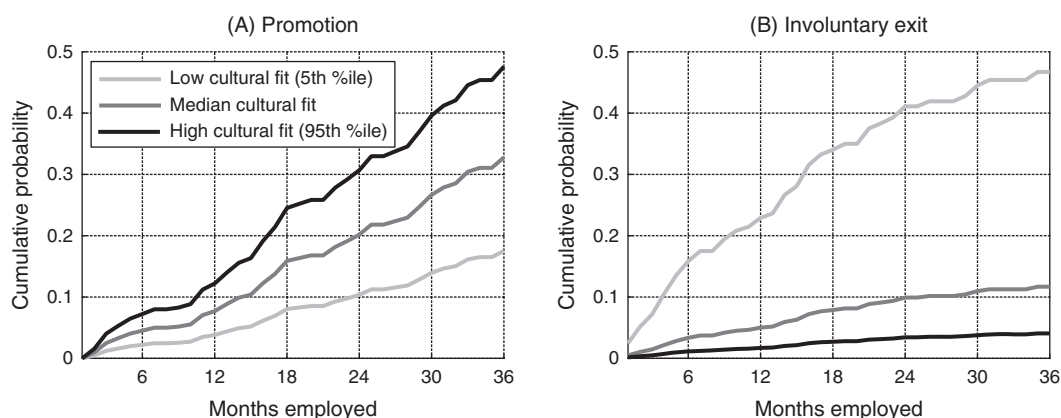 (A) Promotion
0.5
0.4
0.3
0.2
0.1
0
Cumulative probability
Low cultural fit (5th %ile)
Median cultural fit
High cultural fit (95th %ile)
6 12 18 24 30 36
Months employed
(B) Involuntary exit
0.5
0.4
0.3
0.2
0.1
0
Cumulative probability
6 12 18 24 30 36
Months employed